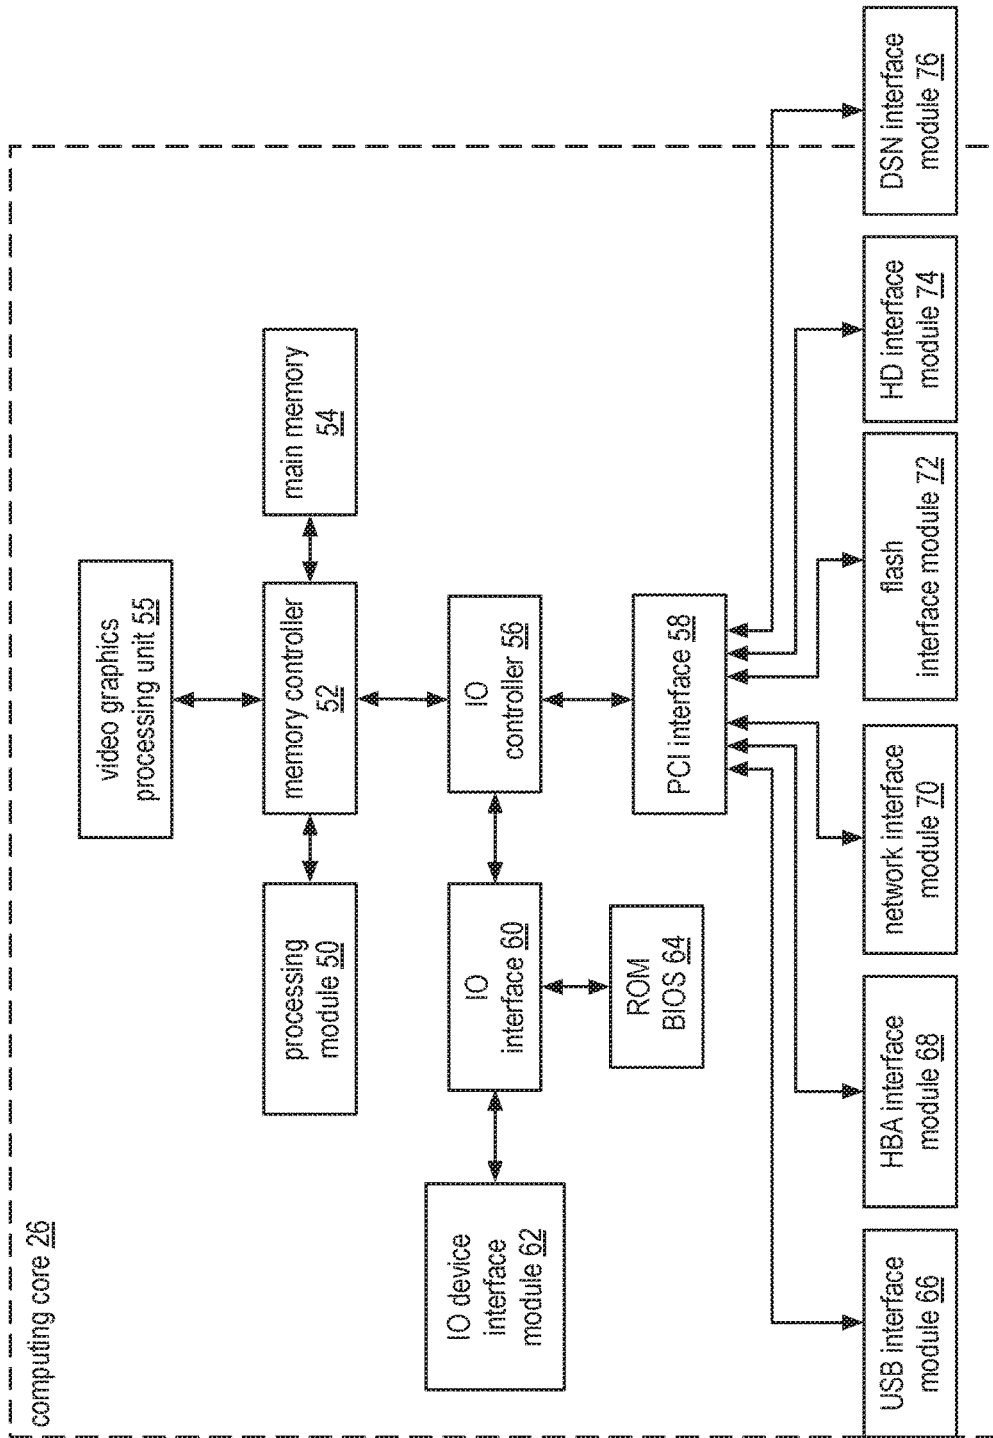 computing core 26
video graphics
processing unit 55
processing
module 50
memory controller
52
main memory
54
IO device
interface
module 62
IO
interface 60
IO
controller 56
ROM
BIOS 64
PCI interface 58
USB interface
module 66
HBA interface
module 68
network interface
module 70
flash
interface module 72
HD interface
module 74
DSN interface
module 76